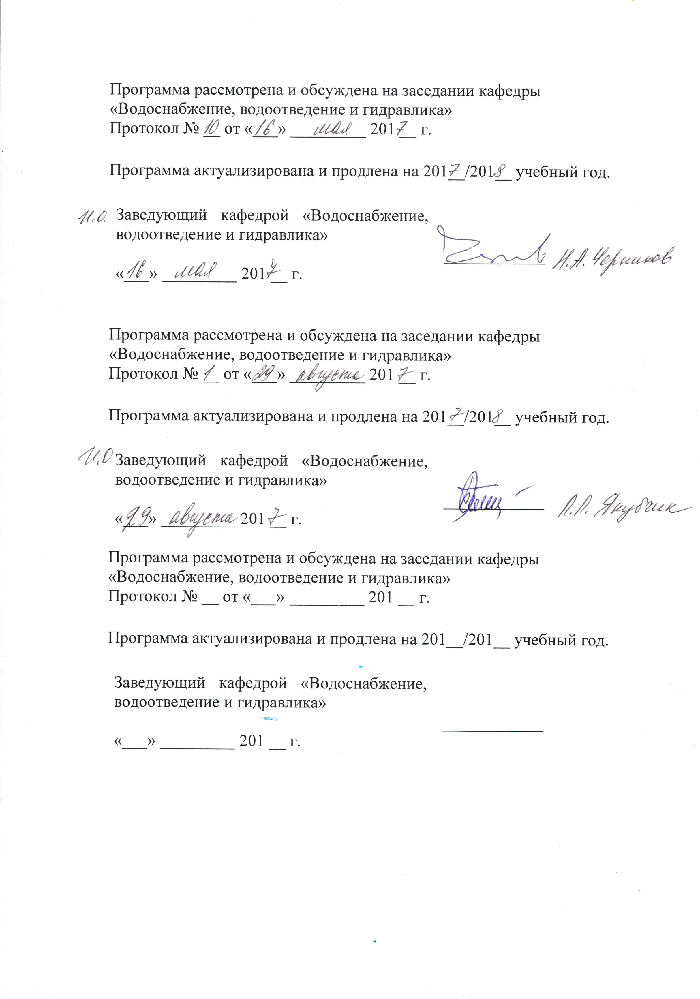 Программа рассмотрена и обсуждена на заседании кафедры
«Водоснабжение, водоотведение и гидравлика»
Протокол № 10 от «16» мая 2017 г.
Программа актуализирована и продлена на 2017/2018 учебный год.
И.О. Заведующий кафедрой «Водоснабжение,
водоотведение и гидравлика»
Н.А. Черников
«16» мая 2017 г.
Программа рассмотрена и обсуждена на заседании кафедры
«Водоснабжение, водоотведение и гидравлика»
Протокол № 1 от «29» августа 2017 г.
Программа актуализирована и продлена на 2017/2018 учебный год.
И.О Заведующий кафедрой «Водоснабжение,
водоотведение и гидравлика»
П.П. Якубчик
«29» августа 2017 г.
Программа рассмотрена и обсуждена на заседании кафедры
«Водоснабжение, водоотведение и гидравлика»
Протокол № __ от «___» _________ 201 __ г.
Программа актуализирована и продлена на 201__/201__ учебный год.
Заведующий кафедрой «Водоснабжение,
водоотведение и гидравлика»
____________
«___» _________ 201 __ г.